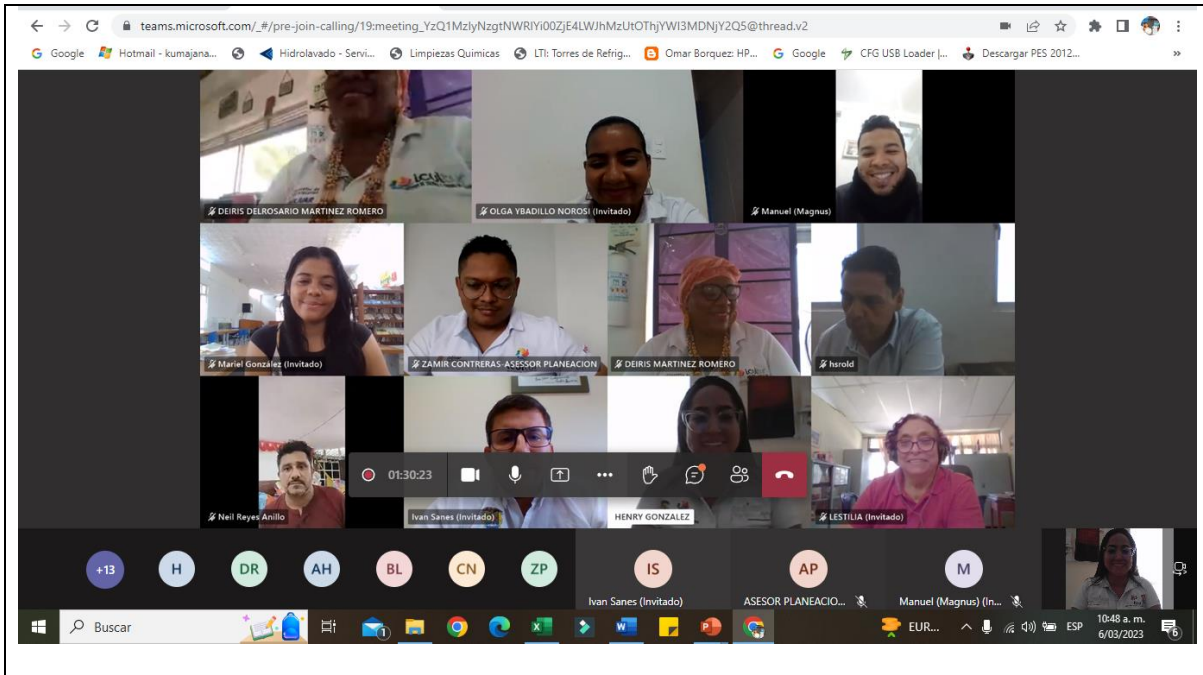 teams.microsoft.com/_#/pre-join-calling/19:meeting_YzQ1MzIyNzgtNWRlYi00ZjE4LWJhMzUtOThjYWI3MDNjY2Q5@thread.v2
Google Hotmail - kumajana... Hidrolavado - Servi... Limpiezas Quimicas LTI: Torres de Refrig... Omar Borquez: HP... Google CFG USB Loader |... Descargar PES 2012... »
DEIRIS DELROSARIO MARTINEZ ROMERO OLGA YBADILLO NOROSI (Invitado) Manuel (Magnus)
Mariel González (Invitado) ZAMIR CONTRERAS-ASESSOR PLANEACION DEIRIS MARTINEZ ROMERO hsrold
01:30:23
Neil Reyes Anillo Ivan Sanes (Invitado) HENRY GONZALEZ LESTILIA (Invitado)
+13 H DR AH BL CN ZP IS AP M
Ivan Sanes (Invitado) ASESOR PLANEACIO... Manuel (Magnus) (In...
Buscar EUR... ESP 10:48 a. m.
6/03/2023 6